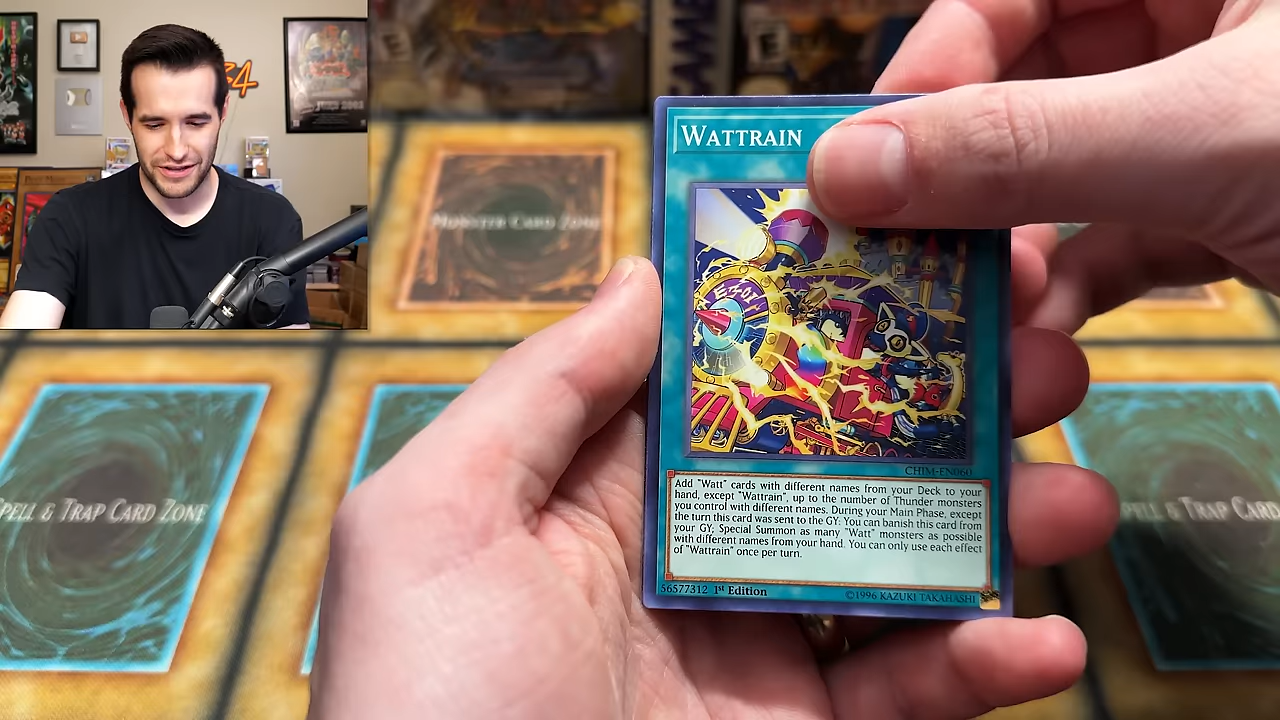 34
JUNE 2002
E
GAME
E
MONSTER CARD ZONE
WATTRAIN
CHIM-EN060
Add "Watt" cards with different names from your Deck to your
hand, except "Wattrain", up to the number of Thunder monsters
you control with different names. During your Main Phase, except
the turn this card was sent to the GY: You can banish this card from
your GY; Special Summon as many "Watt" monsters as possible
with different names from your hand. You can only use each effect
of "Wattrain" once per turn.
56577312 1st Edition
©1996 KAZUKI TAKAHASHI
SPELL & TRAP CARD ZONE
SPELL & TRAP CARD